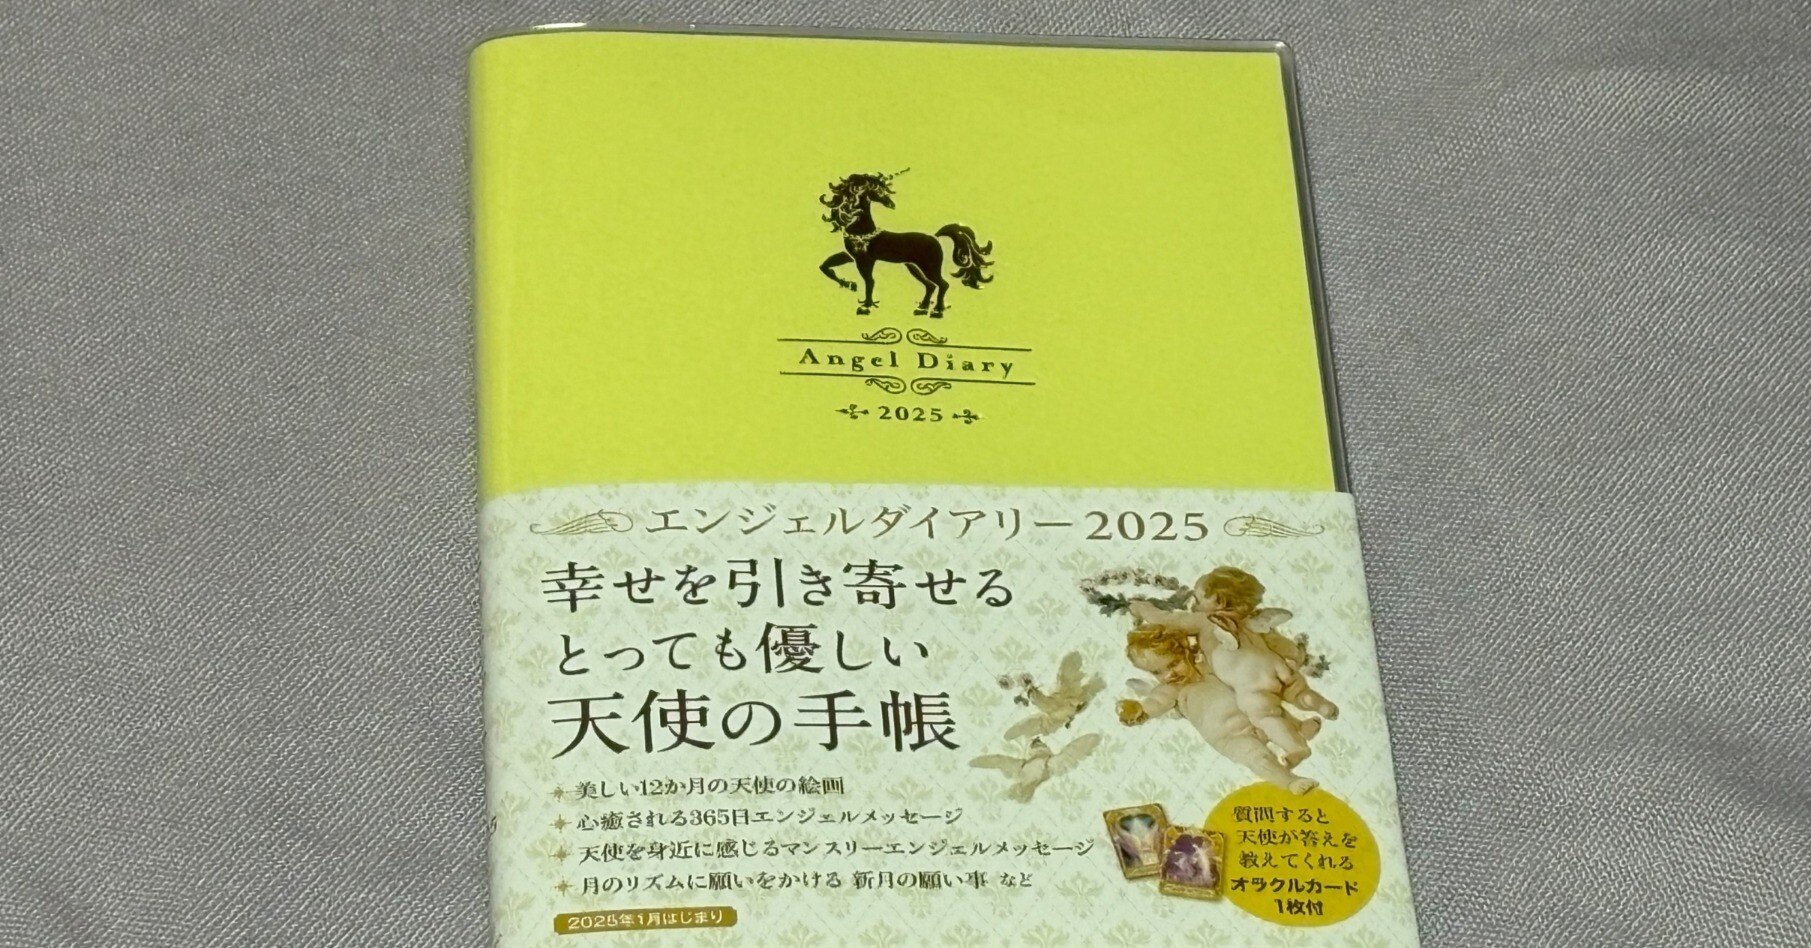 Angel Diary
2025
エンジェルダイアリー2025
幸せを引き寄せる
とっても優しい
天使の手帳
美しい12か月の天使の絵画
心癒される365日エンジェルメッセージ
天使を身近に感じるマンスリーエンジェルメッセージ
月のリズムに願いをかける 新月の願い事 など
2025年1月はじまり
質問すると
天使が答えを
教えてくれる
オラクルカード
1枚付